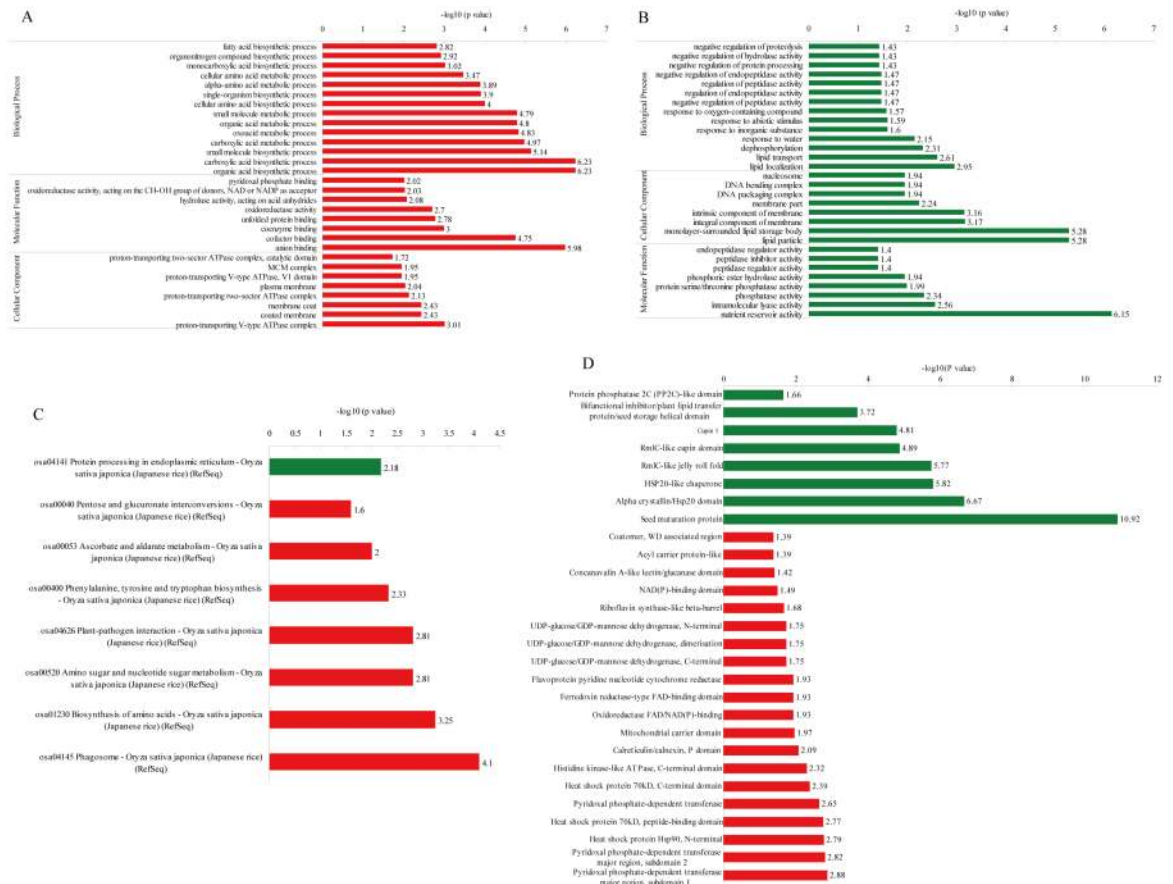 A
-log10 (p value)
0 1 2 3 4 5 6 7
Biological Process
fatty acid biosynthetic process 2.82
organonitrogen compound biosynthetic process 2.92
monocarboxylic acid metabolic process 3.02
cellular amino acid metabolic process 3.47
alpha-amino acid metabolic process 3.89
single-organism biosynthetic process 3.9
cellular amino acid biosynthetic process 4
small molecule metabolic process 4.79
organic acid metabolic process 4.8
oxoacid metabolic process 4.83
carboxylic acid metabolic process 4.97
small molecule biosynthetic process 5.14
carboxylic acid biosynthetic process 6.23
organic acid biosynthetic process 6.23
Molecular Function
pyridoxal phosphate binding 2.02
oxidoreductase activity, acting on the CH-OH group of donors, NAD or NADP as acceptor 2.03
hydrolase activity, acting on acid anhydrides 2.08
oxidoreductase activity 2.7
unfolded protein binding 2.78
coenzyme binding 3
cofactor binding 4.75
anion binding 5.98
Cellular Component
proton-transporting two-sector ATPase complex, catalytic domain 1.72
MCM complex 1.95
proton-transporting V-type ATPase, V1 domain 1.95
plasma membrane 2.04
proton-transporting two-sector ATPase complex 2.13
membrane coat 2.43
coated membrane 2.43
proton-transporting V-type ATPase complex 3.01
B
-log10 (p value)
0 1 2 3 4 5 6 7
Biological Process
negative regulation of proteolysis 1.43
negative regulation of hydrolase activity 1.43
negative regulation of protein processing 1.43
negative regulation of endopeptidase activity 1.47
regulation of peptidase activity 1.47
regulation of endopeptidase activity 1.47
negative regulation of peptidase activity 1.47
response to oxygen-containing compound 1.57
response to abiotic stimulus 1.59
response to inorganic substance 1.6
response to water 2.15
dephosphorylation 2.31
lipid transport 2.61
lipid localization 2.95
Cellular Component
nucleosome 1.94
DNA bending complex 1.94
DNA packaging complex 1.94
membrane part 2.24
intrinsic component of membrane 3.16
integral component of membrane 3.17
monolayer-surrounded lipid storage body 5.28
lipid particle 5.28
Molecular Function
endopeptidase regulator activity 1.4
peptidase inhibitor activity 1.4
peptidase regulator activity 1.4
phosphoric ester hydrolase activity 1.94
protein serine/threonine phosphatase activity 1.99
phosphatase activity 2.34
intramolecular lyase activity 2.56
nutrient reservoir activity 6.15
C
-log10 (p value)
0 0.5 1 1.5 2 2.5 3 3.5 4 4.5
osa04141 Protein processing in endoplasmic reticulum - Oryza
sativa japonica (Japanese rice) (RefSeq) 2.18
osa00040 Pentose and glucuronate interconversions - Oryza
sativa japonica (Japanese rice) (RefSeq) 1.6
osa00053 Ascorbate and aldarate metabolism - Oryza sativa
japonica (Japanese rice) (RefSeq) 2
osa00400 Phenylalanine, tyrosine and tryptophan biosynthesis
- Oryza sativa japonica (Japanese rice) (RefSeq) 2.33
osa04626 Plant-pathogen interaction - Oryza sativa japonica
(Japanese rice) (RefSeq) 2.81
osa00520 Amino sugar and nucleotide sugar metabolism - Oryza
sativa japonica (Japanese rice) (RefSeq) 2.81
osa01230 Biosynthesis of amino acids - Oryza sativa japonica
(Japanese rice) (RefSeq) 3.25
osa04145 Phagosome - Oryza sativa japonica (Japanese rice)
(RefSeq) 4.1
D
-log10(P value)
0 2 4 6 8 10 12
Protein phosphatase 2C (PP2C)-like domain 1.66
Bifunctional inhibitor/plant lipid transfer
protein/seed storage helical domain 3.72
Cupin 1 4.81
RmlC-like cupin domain 4.89
RmlC-like jelly roll fold 5.77
HSP20-like chaperone 5.82
Alpha crystallin/Hsp20 domain 6.67
Seed maturation protein 10.92
Coatomer, WD associated region 1.39
Acyl carrier protein-like 1.39
Concanavalin A-like lectin/glucanase domain 1.42
NAD(P)-binding domain 1.49
Riboflavin synthase-like beta-barrel 1.68
UDP-glucose/GDP-mannose dehydrogenase, N-terminal 1.75
UDP-glucose/GDP-mannose dehydrogenase, dimerisation 1.75
UDP-glucose/GDP-mannose dehydrogenase, C-terminal 1.75
Flavoprotein pyridine nucleotide cytochrome reductase 1.93
Ferredoxin reductase-type FAD-binding domain 1.93
Oxidoreductase FAD/NAD(P)-binding 1.93
Mitochondrial carrier domain 1.97
Calreticulin/calnexin, P domain 2.09
Histidine kinase-like ATPase, C-terminal domain 2.32
Heat shock protein 70kD, C-terminal domain 2.39
Pyridoxal phosphate-dependent transferase 2.65
Heat shock protein 70kD, peptide-binding domain 2.77
Heat shock protein Hsp90, N-terminal 2.79
Pyridoxal phosphate-dependent transferase
major region, subdomain 2 2.82
Pyridoxal phosphate-dependent transferase
major region, subdomain 1 2.88